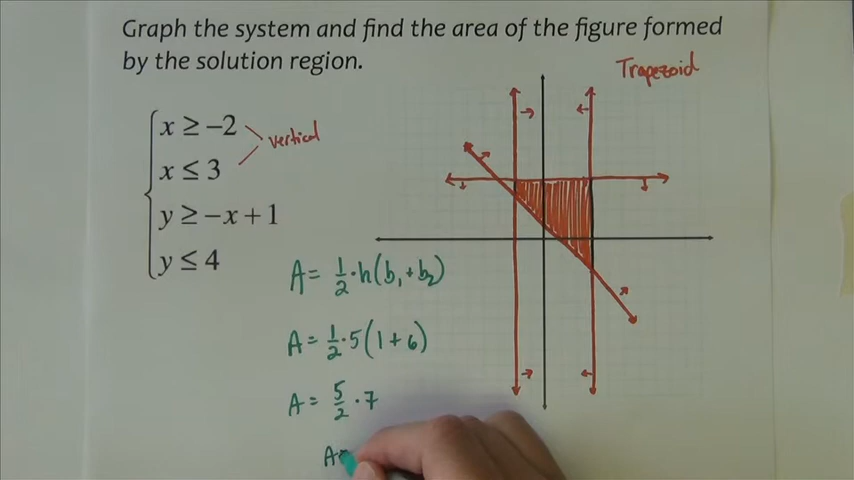 Graph the system and find the area of the figure formed
by the solution region.
Trapezoid
x ≥ −2
vertical
x ≤ 3
y ≥ −x + 1
y ≤ 4
A = 1/2 · h(b₁ + b₂)
A = 1/2 · 5(1 + 6)
A = 5/2 · 7
A=